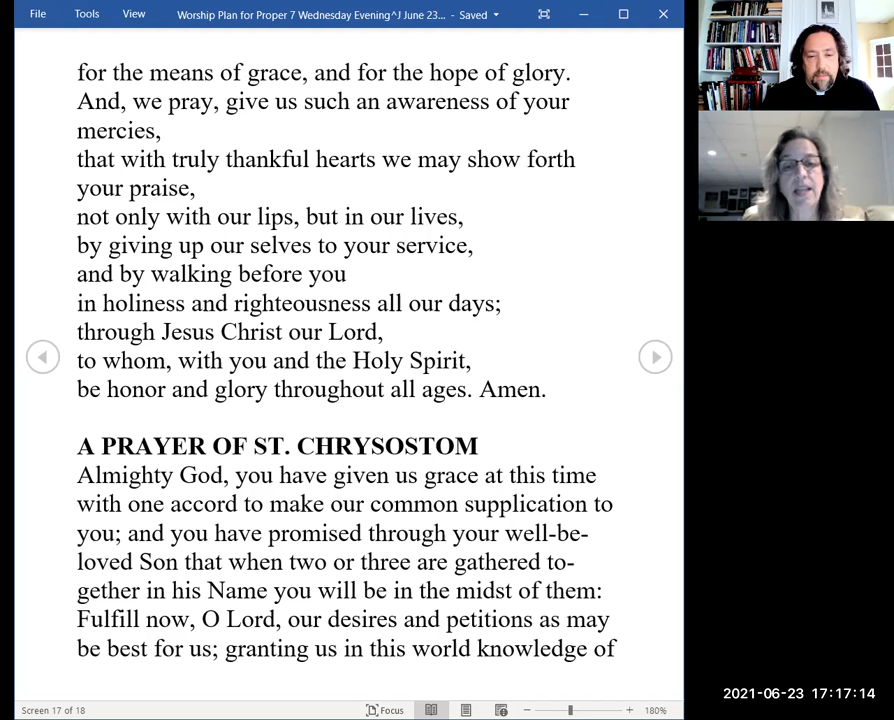 File Tools View Worship Plan for Proper 7 Wednesday Evening^J June 23... - Saved
for the means of grace, and for the hope of glory.
And, we pray, give us such an awareness of your
mercies,
that with truly thankful hearts we may show forth
your praise,
not only with our lips, but in our lives,
by giving up our selves to your service,
and by walking before you
in holiness and righteousness all our days;
through Jesus Christ our Lord,
to whom, with you and the Holy Spirit,
be honor and glory throughout all ages. Amen.
A PRAYER OF ST. CHRYSOSTOM
Almighty God, you have given us grace at this time
with one accord to make our common supplication to
you; and you have promised through your well-be-
loved Son that when two or three are gathered to-
gether in his Name you will be in the midst of them:
Fulfill now, O Lord, our desires and petitions as may
be best for us; granting us in this world knowledge of
Screen 17 of 18 Focus 180%
2021-06-23 17:17:14